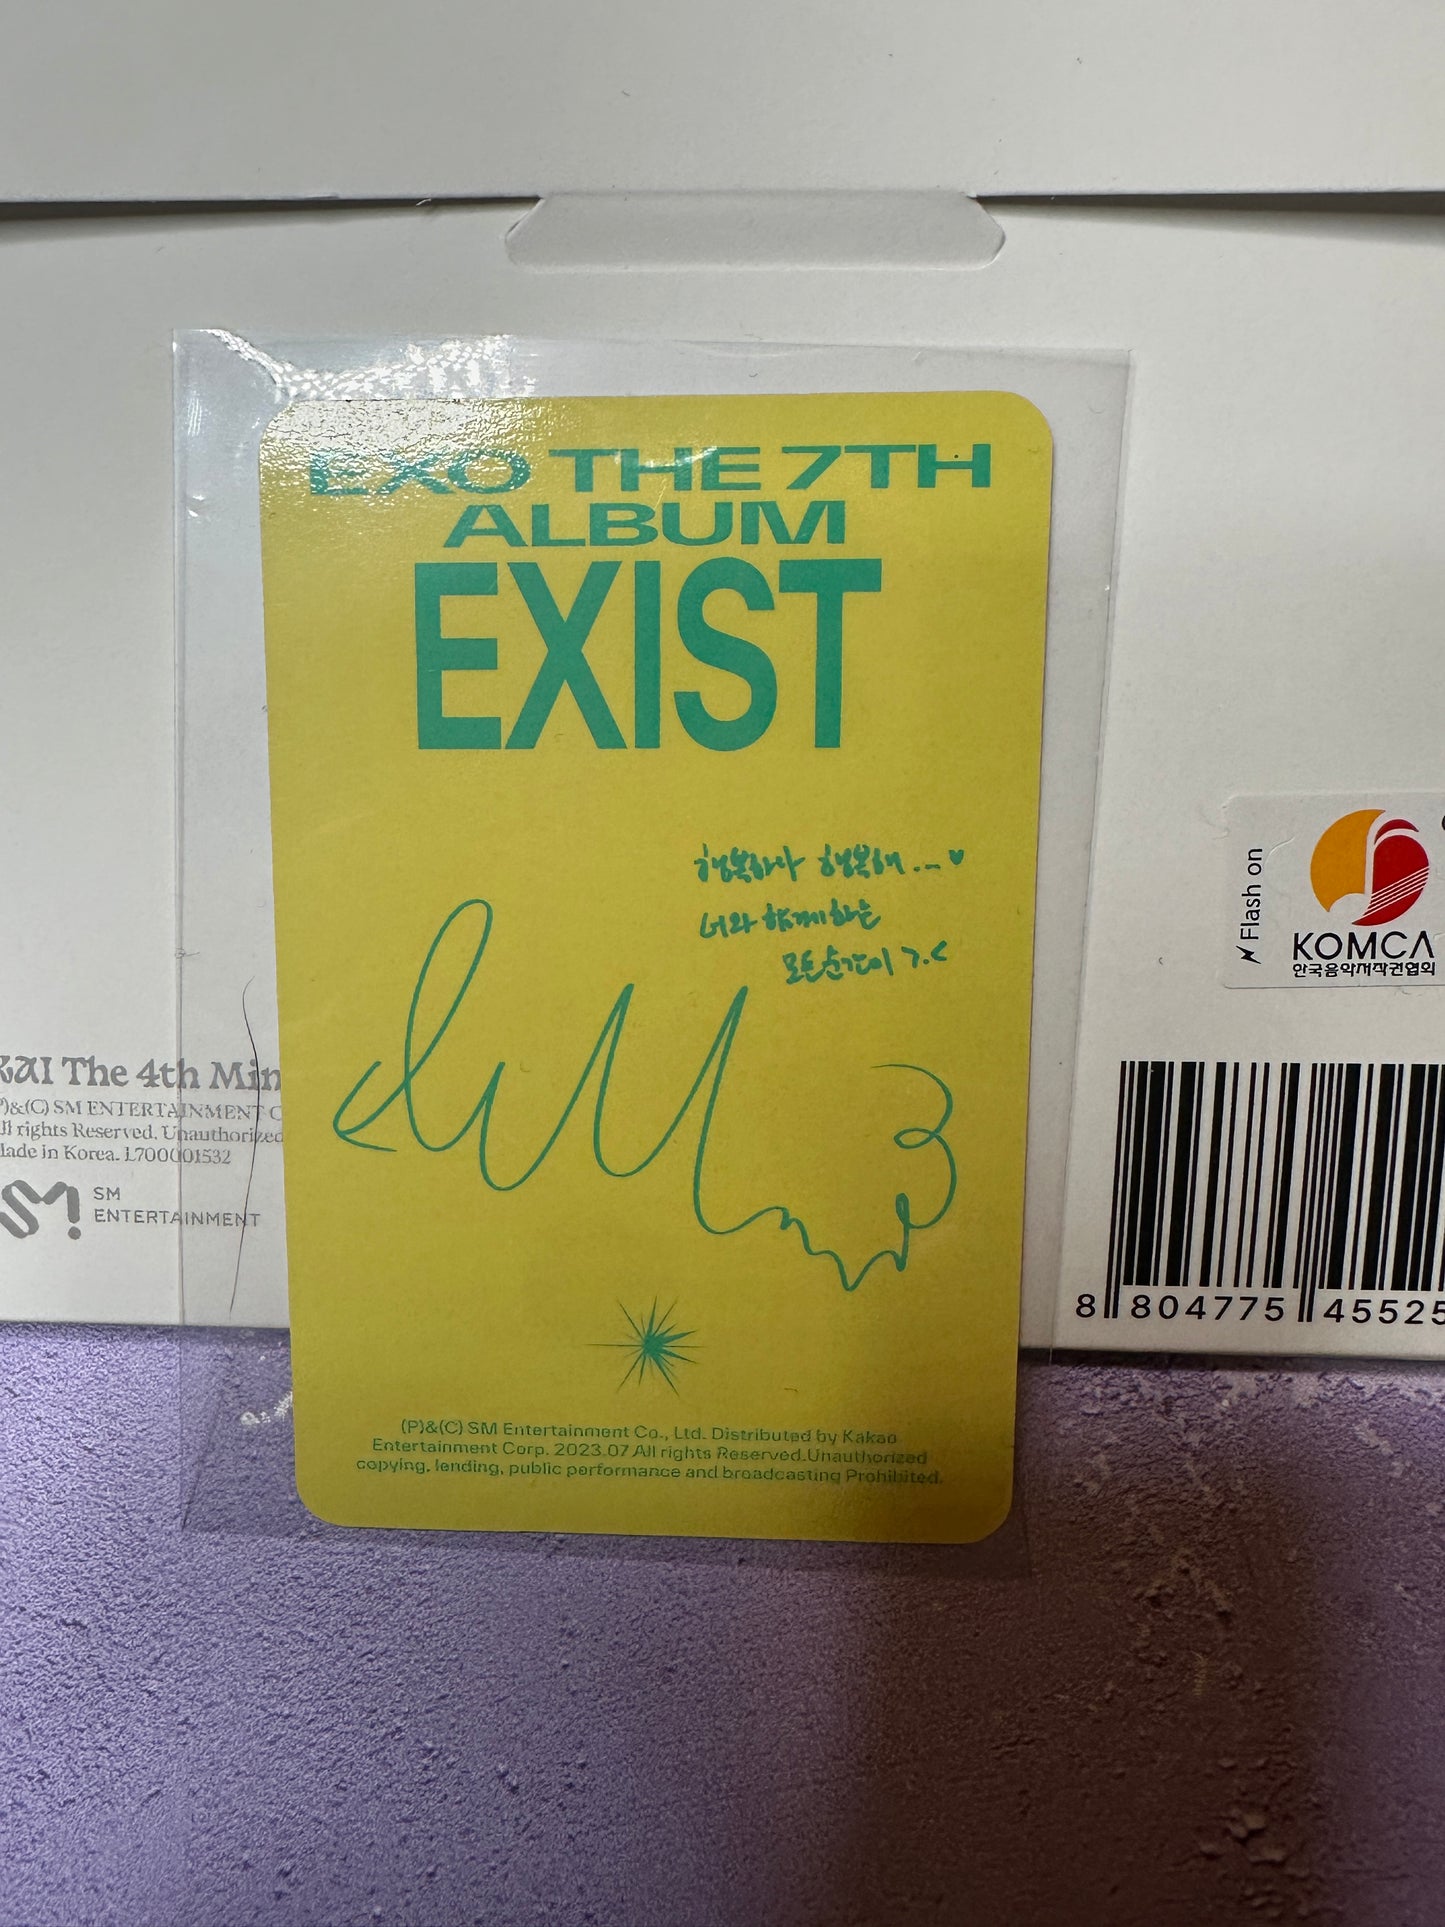 EXO THE 7TH
ALBUM
EXIST
행복하다 행복해...♥
너와 함께하는
모든 순간이 >.<
(P)&(C) SM Entertainment Co., Ltd. Distributed by Kakao
Entertainment Corp. 2023.07 All rights Reserved.Unauthorized
copying, lending, public performance and broadcasting Prohibited.
KAI The 4th Min
(P)&(C) SM ENTERTAINMENT
All rights Reserved. Unauthorized
Made in Korea. L700001532
SM
ENTERTAINMENT
Flash on
KOMCA
한국음악저작권협회
8 804775 45525